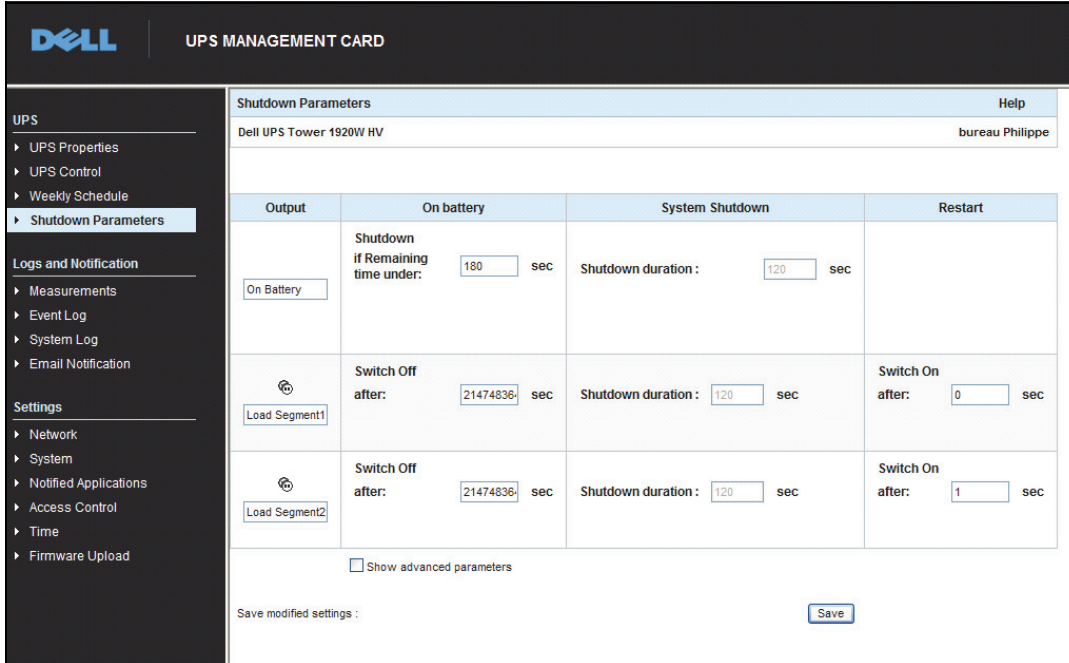 DELL
UPS MANAGEMENT CARD
UPS
UPS Properties
UPS Control
Weekly Schedule
Shutdown Parameters
Logs and Notification
Measurements
Event Log
System Log
Email Notification
Settings
Network
System
Notified Applications
Access Control
Time
Firmware Upload
Shutdown Parameters Help
Dell UPS Tower 1920W HV bureau Philippe
Output On battery System Shutdown Restart
On Battery
Shutdown
if Remaining
time under: 180 sec
Shutdown duration : 120 sec
Load Segment1
Switch Off
after: 21474836 sec
Shutdown duration : 120 sec
Switch On
after: 0 sec
Load Segment2
Switch Off
after: 21474836 sec
Shutdown duration : 120 sec
Switch On
after: 1 sec
Show advanced parameters
Save modified settings : Save